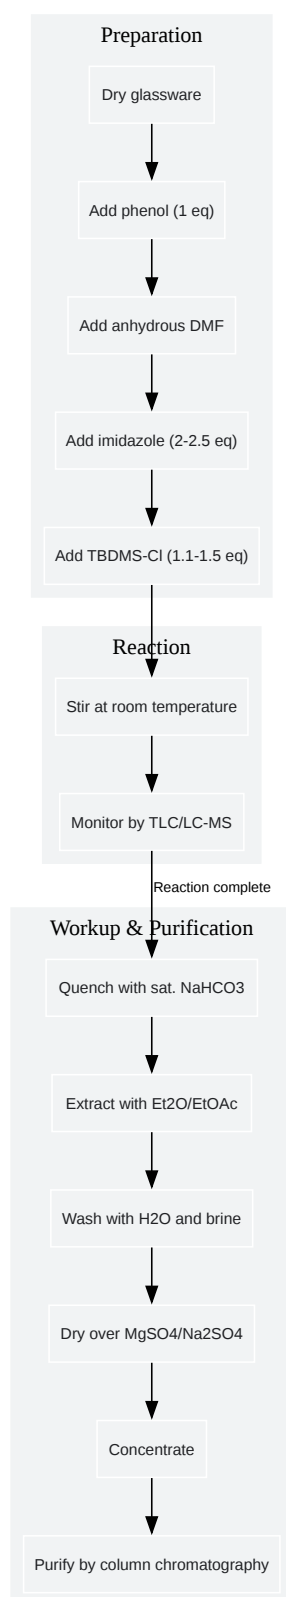 Preparation
Dry glassware
Add phenol (1 eq)
Add anhydrous DMF
Add imidazole (2-2.5 eq)
Add TBDMS-Cl (1.1-1.5 eq)
Reaction
Stir at room temperature
Monitor by TLC/LC-MS
Reaction complete
Workup & Purification
Quench with sat. NaHCO3
Extract with Et2O/EtOAc
Wash with H2O and brine
Dry over MgSO4/Na2SO4
Concentrate
Purify by column chromatography